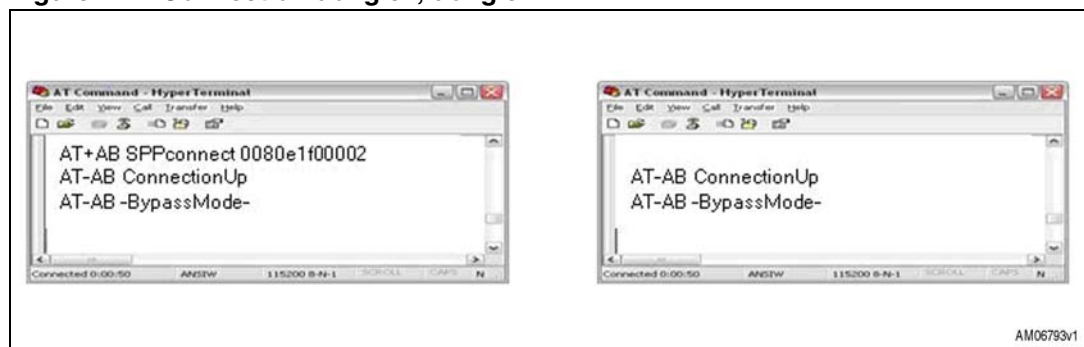 AT Command - HyperTerminal
File Edit View Call Transfer Help
AT+AB SPPconnect 0080e1f00002
AT-AB ConnectionUp
AT-AB -BypassMode-
Connected 0:00:50 ANSIW 115200 8-N-1 SCROLL CAPS N
AT Command - HyperTerminal
File Edit View Call Transfer Help
AT-AB ConnectionUp
AT-AB -BypassMode-
Connected 0:00:50 ANSIW 115200 8-N-1 SCROLL CAPS N
AM06793v1